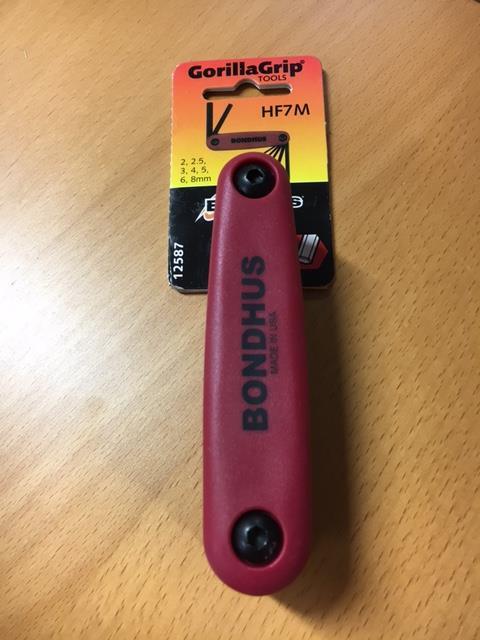 GorillaGrip
TOOLS
HF7M
BONDHUS
2, 2.5,
3, 4, 5,
6, 8mm
12587
BONDHUS
MADE IN USA